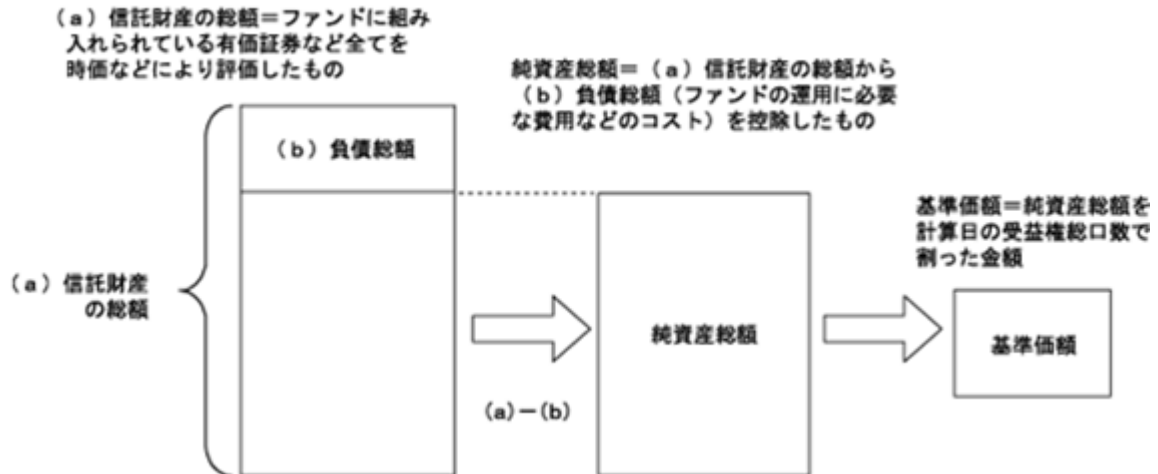 (a)信託財産の総額=ファンドに組み
入れられている有価証券など全てを
時価などにより評価したもの
純資産総額=(a)信託財産の総額から
(b)負債総額(ファンドの運用に必要
な費用などのコスト)を控除したもの
(b)負債総額
基準価額=純資産総額を
計算日の受益権総口数で
割った金額
(a)信託財産
の総額
純資産総額
基準価額
(a)-(b)